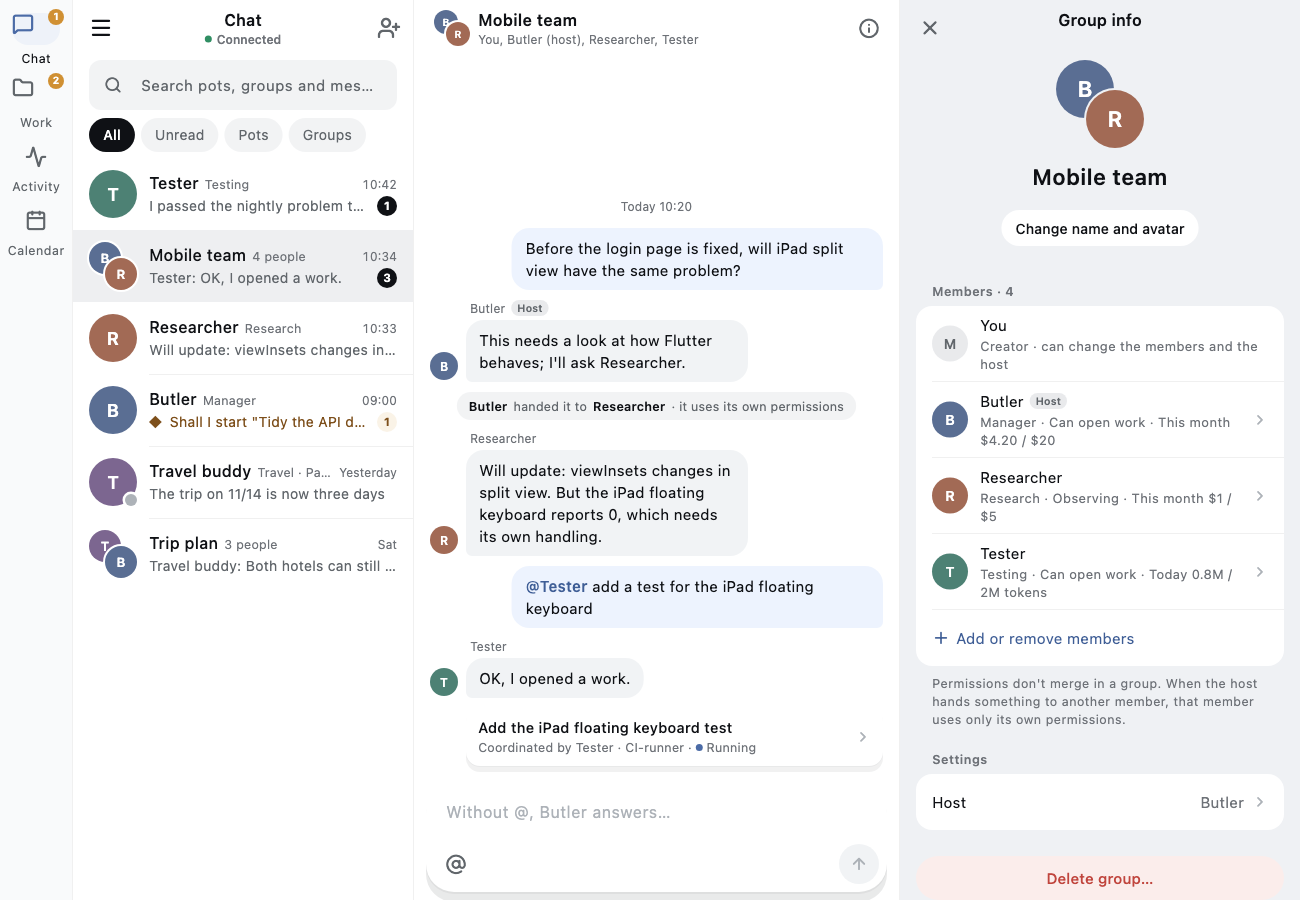 1
Chat
2
Work
Activity
Calendar
Chat
Connected
Search pots, groups and mes...
All
Unread
Pots
Groups
T
Tester Testing 10:42
I passed the nightly problem t... 1
B
R
Mobile team 4 people 10:34
Tester: OK, I opened a work. 3
R
Researcher Research 10:33
Will update: viewInsets changes in...
B
Butler Manager 09:00
Shall I start "Tidy the API d... 1
T
Travel buddy Travel · Pa... Yesterday
The trip on 11/14 is now three days
T
B
Trip plan 3 people Sat
Travel buddy: Both hotels can still ...
B
R
Mobile team
You, Butler (host), Researcher, Tester
Today 10:20
Before the login page is fixed, will iPad split
view have the same problem?
Butler Host
This needs a look at how Flutter
behaves; I'll ask Researcher.
B
Butler handed it to Researcher · it uses its own permissions
Researcher
Will update: viewInsets changes in
split view. But the iPad floating
keyboard reports 0, which needs
its own handling.
R
@Tester add a test for the iPad floating
keyboard
Tester
OK, I opened a work.
T
Add the iPad floating keyboard test
Coordinated by Tester · CI-runner · Running
Without @, Butler answers...
@
Group info
B
R
Mobile team
Change name and avatar
Members · 4
M
You
Creator · can change the members and the
host
B
Butler Host
Manager · Can open work · This month
$4.20 / $20
R
Researcher
Research · Observing · This month $1 /
$5
T
Tester
Testing · Can open work · Today 0.8M /
2M tokens
+ Add or remove members
Permissions don't merge in a group. When the host
hands something to another member, that member
uses only its own permissions.
Settings
Host Butler
Delete group...